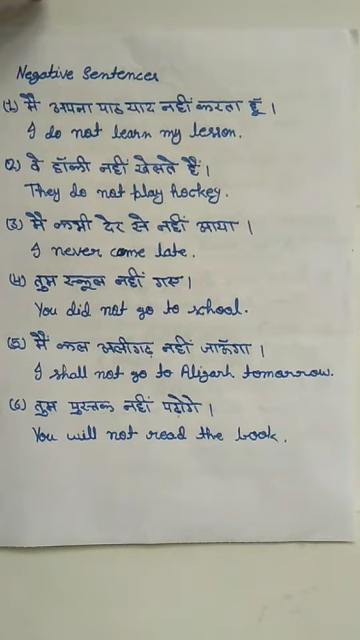 Negative Sentences
(1) मैं अपना पाठ याद नहीं करता हूँ।
I do not learn my lesson.
(2) वे हॉकी नहीं खेलते हैं।
They do not play hockey.
(3) मैं कभी देर से नहीं आया।
I never came late.
(4) तुम स्कूल नहीं गए।
You did not go to school.
(5) मैं कल अलीगढ़ नहीं जाऊँगा।
I shall not go to Aligarh tomorrow.
(6) तुम पुस्तक नहीं पढ़ोगे।
You will not read the book.